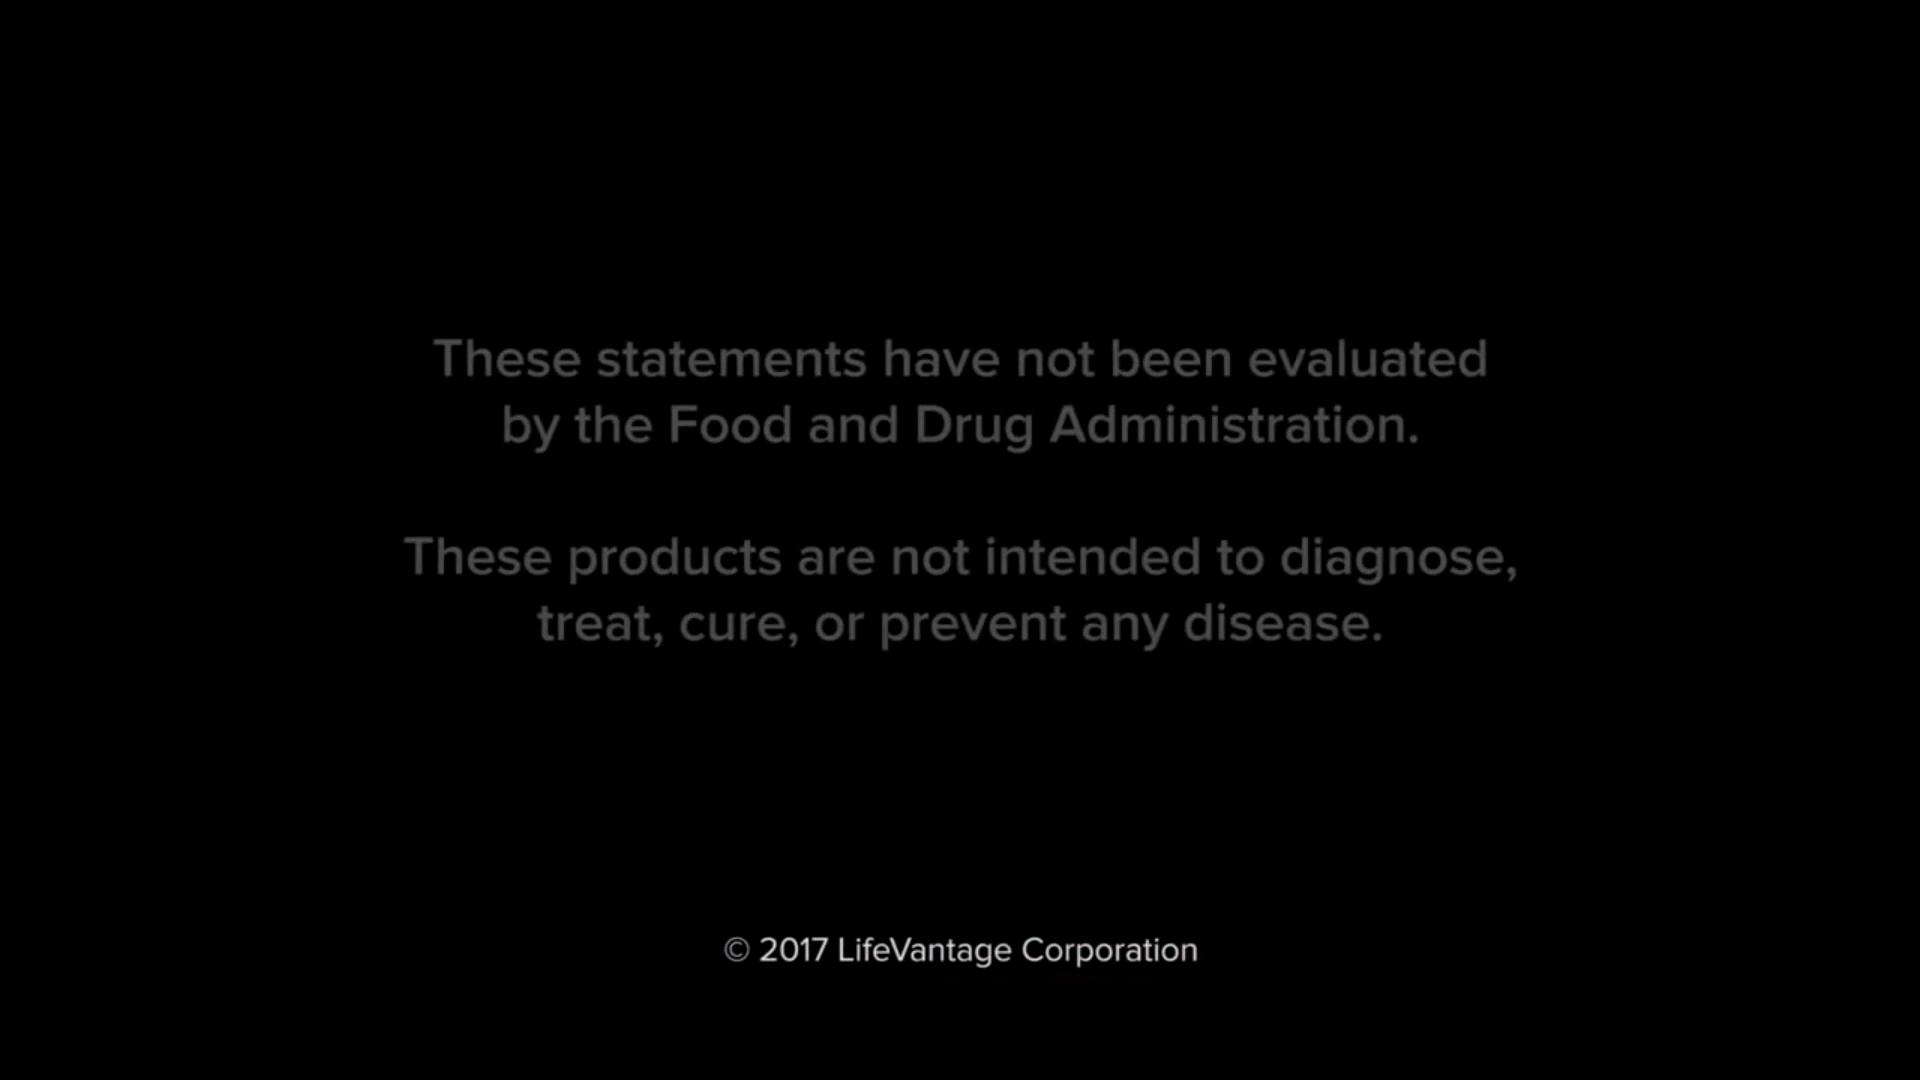 These statements have not been evaluated
by the Food and Drug Administration.
These products are not intended to diagnose,
treat, cure, or prevent any disease.
© 2017 LifeVantage Corporation